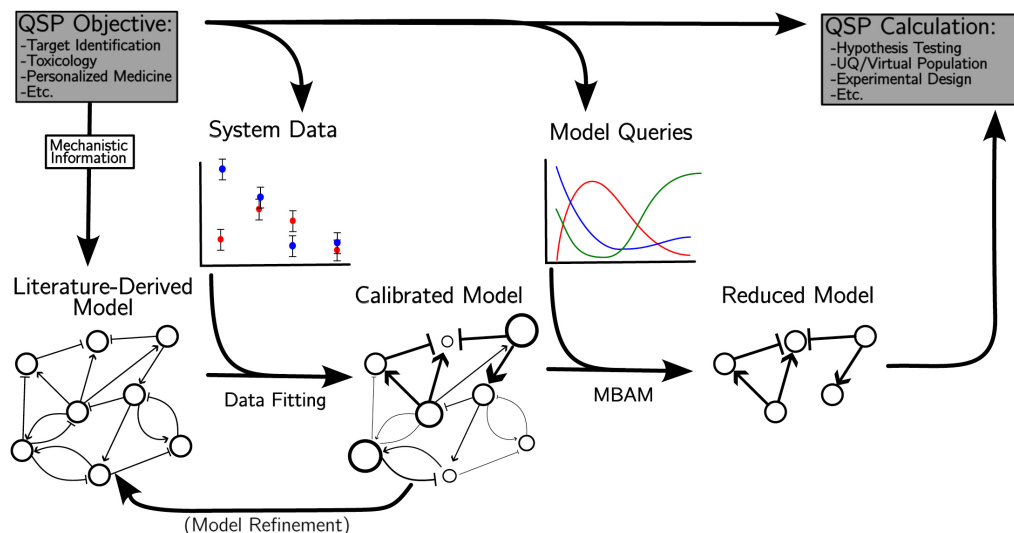 QSP Objective:
-Target Identification
-Toxicology
-Personalized Medicine
-Etc.
QSP Calculation:
-Hypothesis Testing
-UQ/Virtual Population
-Experimental Design
-Etc.
Mechanistic
Information
System Data
Model Queries
Literature-Derived
Model
Calibrated Model
Reduced Model
Data Fitting
MBAM
(Model Refinement)